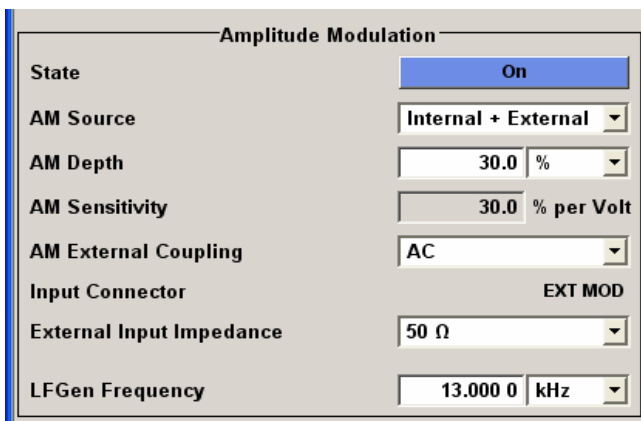 Amplitude Modulation
State On
AM Source Internal + External
AM Depth 30.0 %
AM Sensitivity 30.0 % per Volt
AM External Coupling AC
Input Connector EXT MOD
External Input Impedance 50 Ω
LFGen Frequency 13.000 0 kHz